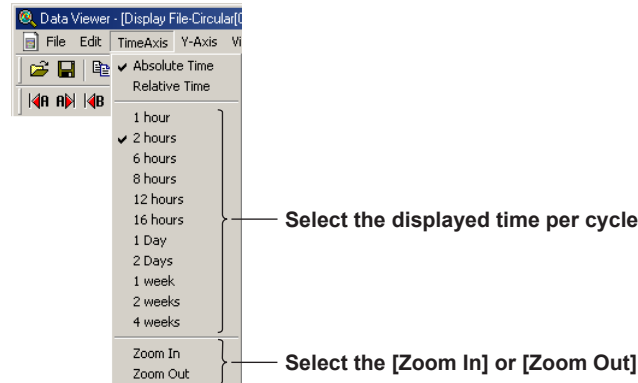 Data Viewer - [Display File-Circular[
File Edit TimeAxis Y-Axis Vi
Absolute Time
Relative Time
A A B
1 hour
2 hours
6 hours
8 hours
12 hours
16 hours
1 Day
2 Days
1 week
2 weeks
4 weeks
Select the displayed time per cycle
Zoom In
Zoom Out
Select the [Zoom In] or [Zoom Out]